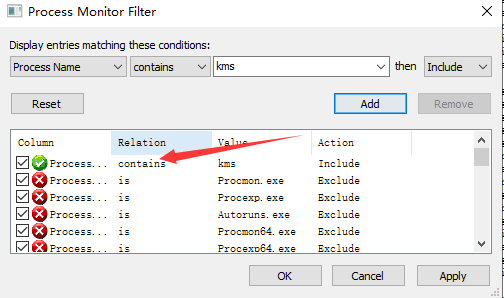 Process Monitor Filter
Display entries matching these conditions:
Process Name contains kms then Include
Reset Add Remove
Column Relation Value Action
Process... contains kms Include
Process... is Procmon.exe Exclude
Process... is Procexp.exe Exclude
Process... is Autoruns.exe Exclude
Process... is Procmon64.exe Exclude
Process... is Procexp64.exe Exclude
OK Cancel Apply